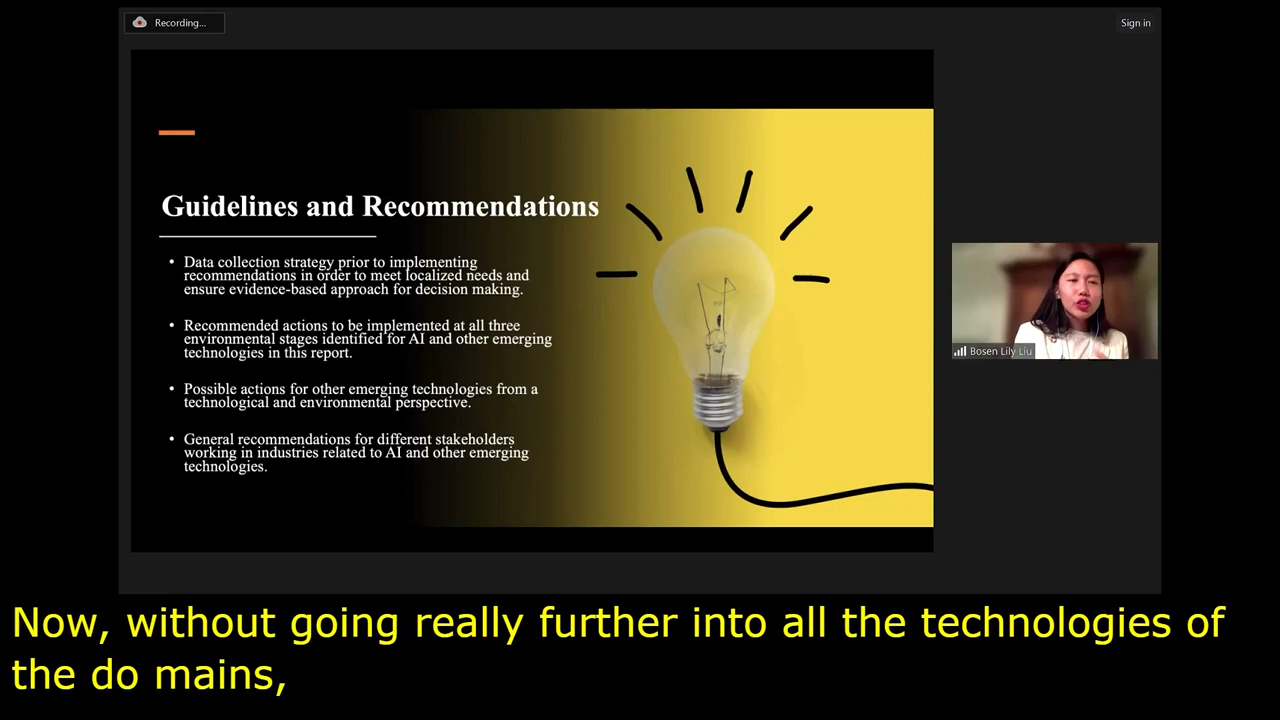 Recording...
Sign in
Guidelines and Recommendations
• Data collection strategy prior to implementing
recommendations in order to meet localized needs and
ensure evidence-based approach for decision making.
• Recommended actions to be implemented at all three
environmental stages identified for AI and other emerging
technologies in this report.
• Possible actions for other emerging technologies from a
technological and environmental perspective.
• General recommendations for different stakeholders
working in industries related to AI and other emerging
technologies.
Bosen Lily Liu
Now, without going really further into all the technologies of
the do mains,